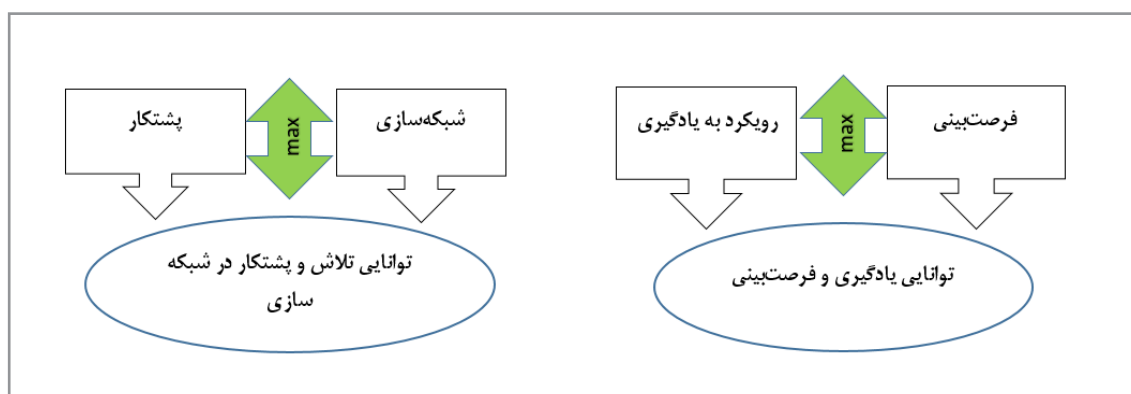 فرصت‌بینی
max
رویکرد به یادگیری
توانایی یادگیری و فرصت‌بینی
شبکه‌سازی
max
پشتکار
توانایی تلاش و پشتکار در شبکه
سازی